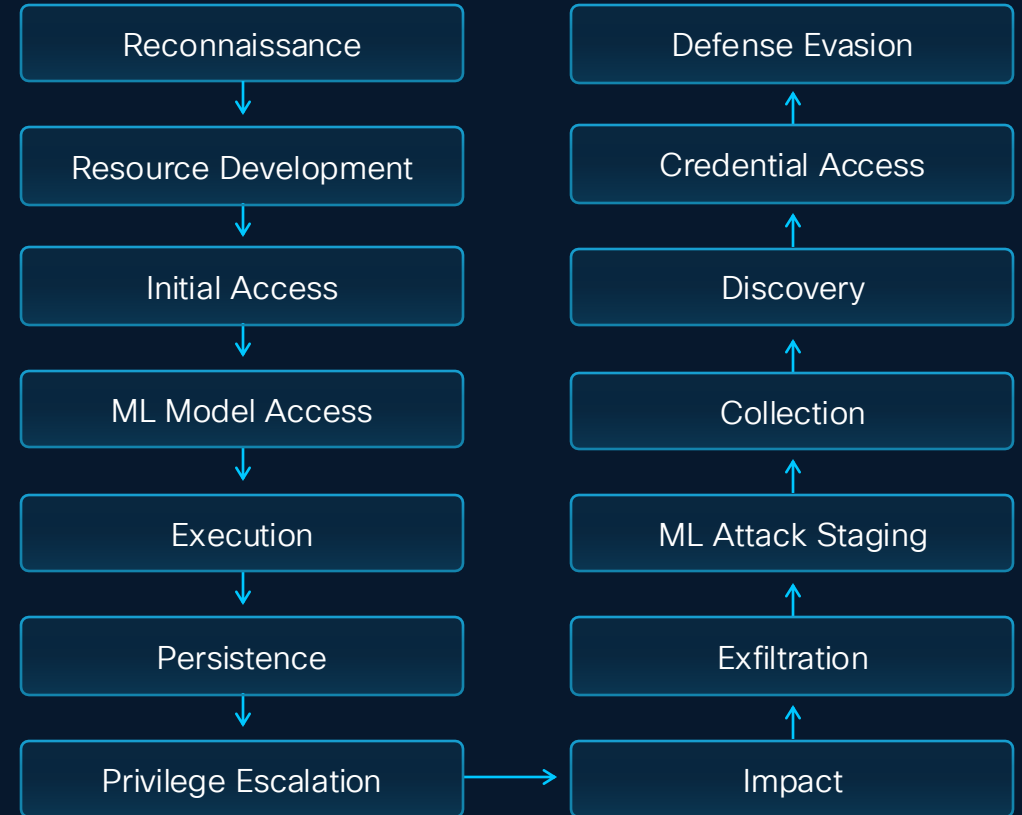 Reconnaissance
Resource Development
Initial Access
ML Model Access
Execution
Persistence
Privilege Escalation
Defense Evasion
Credential Access
Discovery
Collection
ML Attack Staging
Exfiltration
Impact